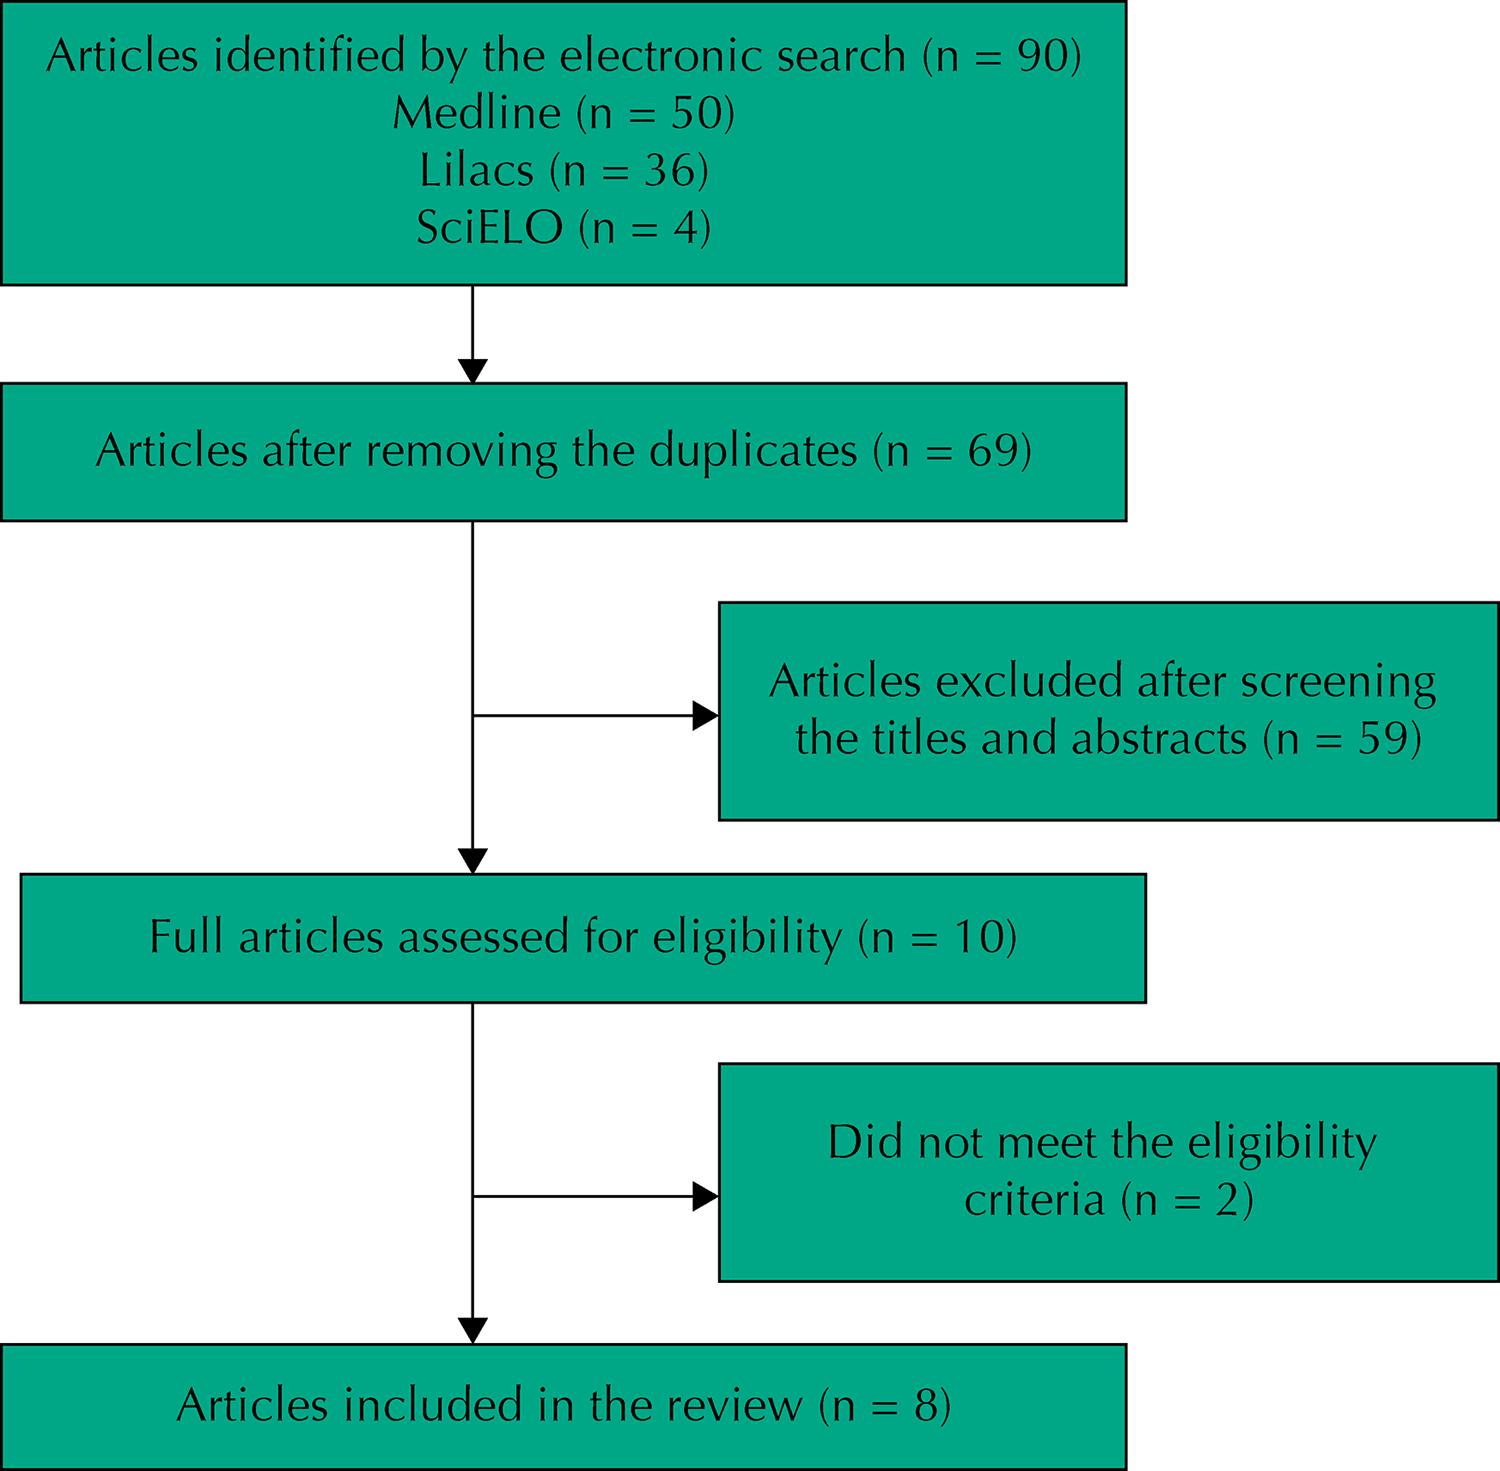 Articles identified by the electronic search (n = 90)
Medline (n = 50)
Lilacs (n = 36)
SciELO (n = 4)
Articles after removing the duplicates (n = 69)
Articles excluded after screening
the titles and abstracts (n = 59)
Full articles assessed for eligibility (n = 10)
Did not meet the eligibility
criteria (n = 2)
Articles included in the review (n = 8)